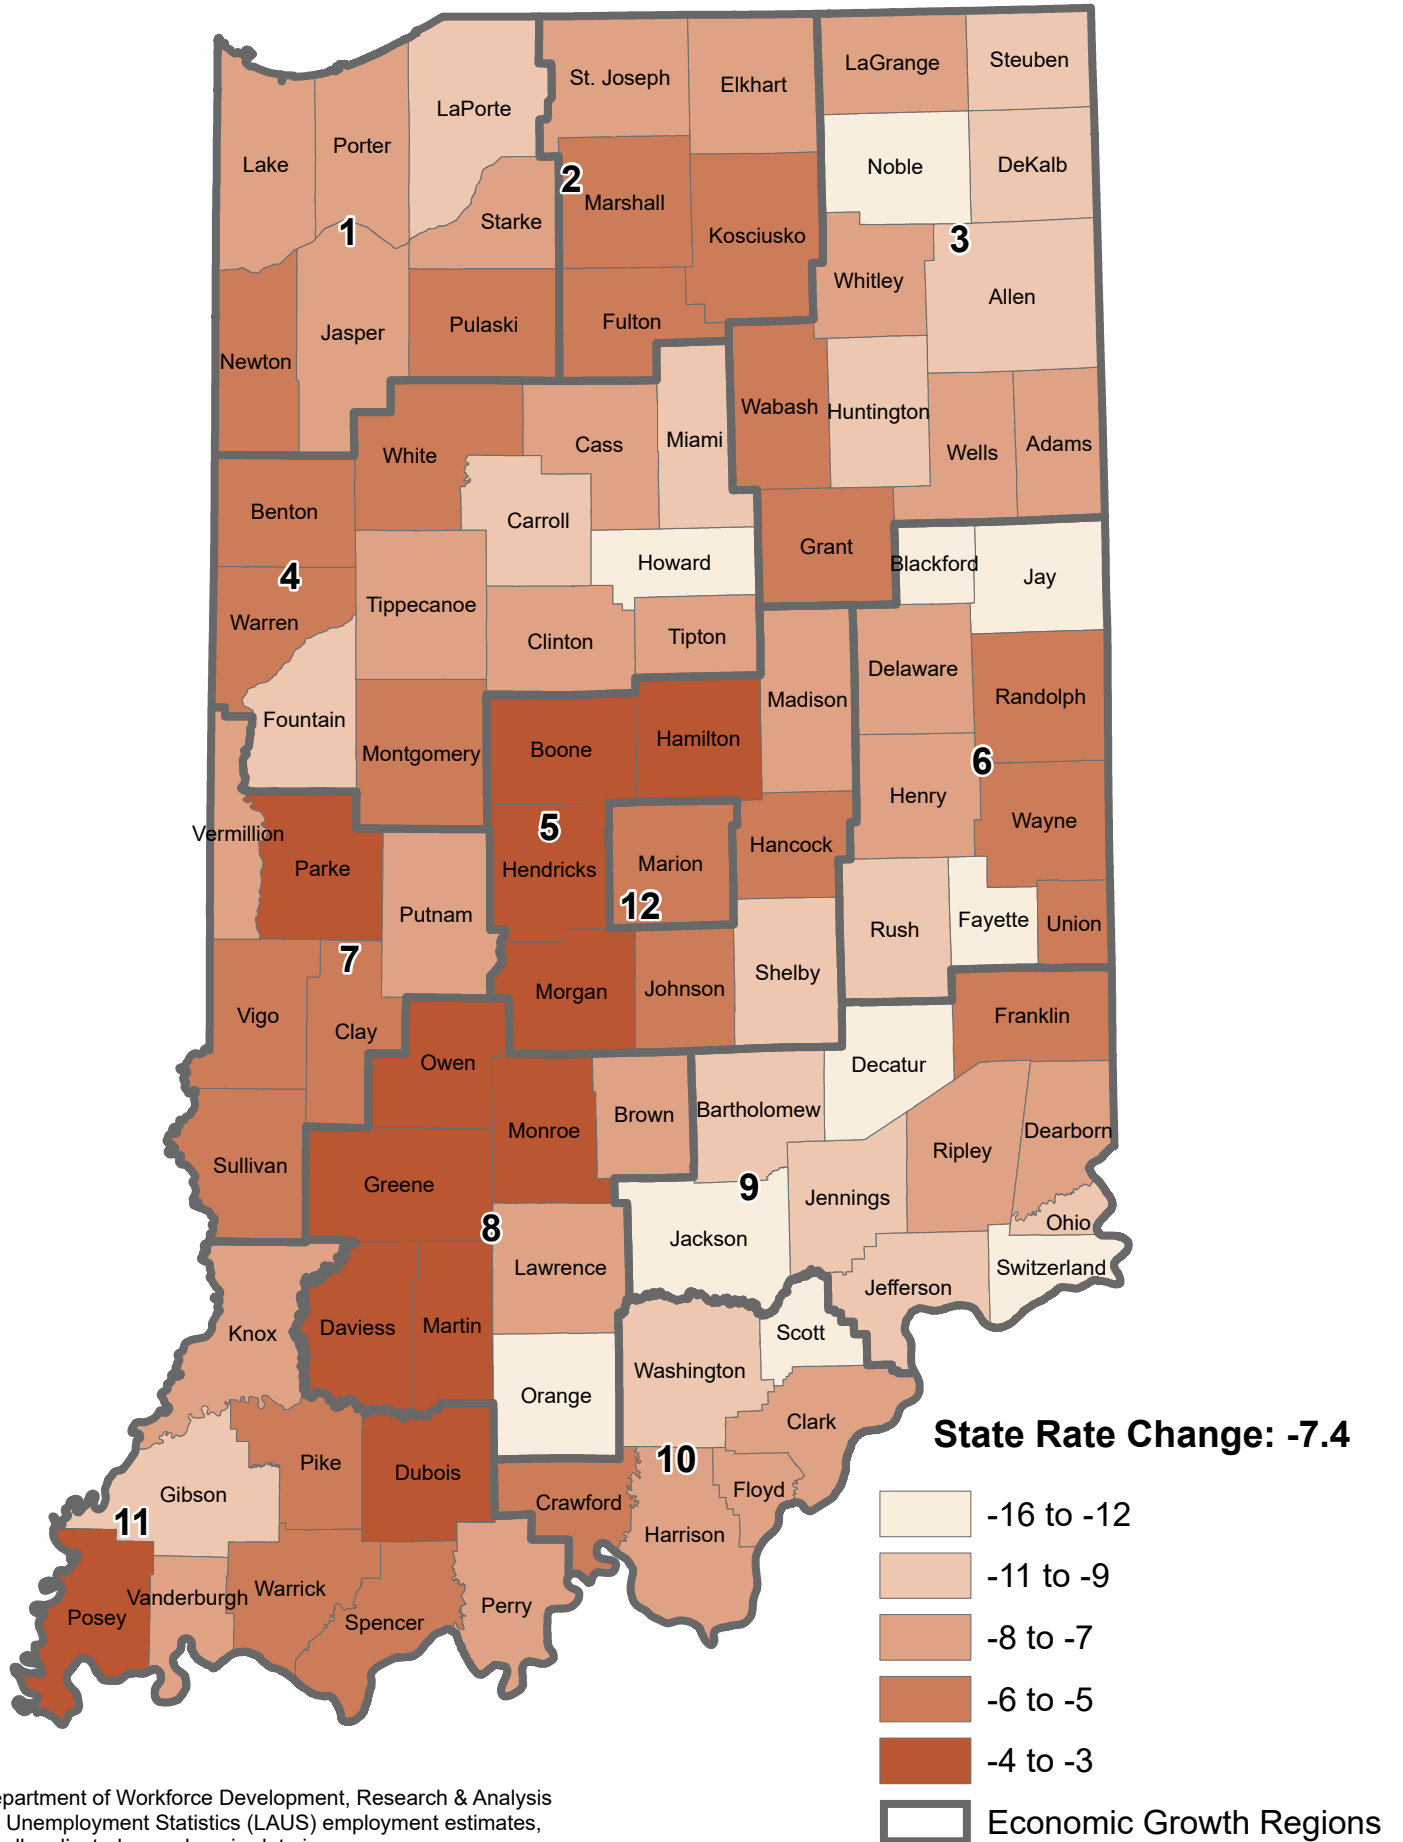 LaPorte
St. Joseph
Elkhart
LaGrange
Steuben
Lake
Porter
Noble
DeKalb
2
Marshall
Starke
1
Kosciusko
3
Whitley
Allen
Newton
Jasper
Pulaski
Fulton
Wabash
Huntington
White
Cass
Miami
Wells
Adams
Benton
Carroll
Grant
Howard
Blackford
Jay
4
Warren
Tippecanoe
Clinton
Tipton
Delaware
Randolph
Fountain
Madison
Montgomery
Boone
Hamilton
6
Henry
Wayne
Vermillion
5
Parke
Hendricks
Marion
Hancock
12
Putnam
Rush
Fayette
Union
7
Vigo
Clay
Morgan
Johnson
Shelby
Franklin
Owen
Decatur
Sullivan
Greene
Monroe
Brown
Bartholomew
Ripley
Dearborn
9
Jennings
8
Jackson
Ohio
Lawrence
Switzerland
Jefferson
Knox
Daviess
Martin
Scott
Washington
Orange
Clark
Pike
Dubois
10
Gibson
11
Crawford
Floyd
Harrison
Posey
Vanderburgh
Warrick
Spencer
Perry
State Rate Change: -7.4
-16 to -12
-11 to -9
-8 to -7
-6 to -5
-4 to -3
Economic Growth Regions
partment of Workforce Development, Research & Analysis
Unemployment Statistics (LAUS) employment estimates,